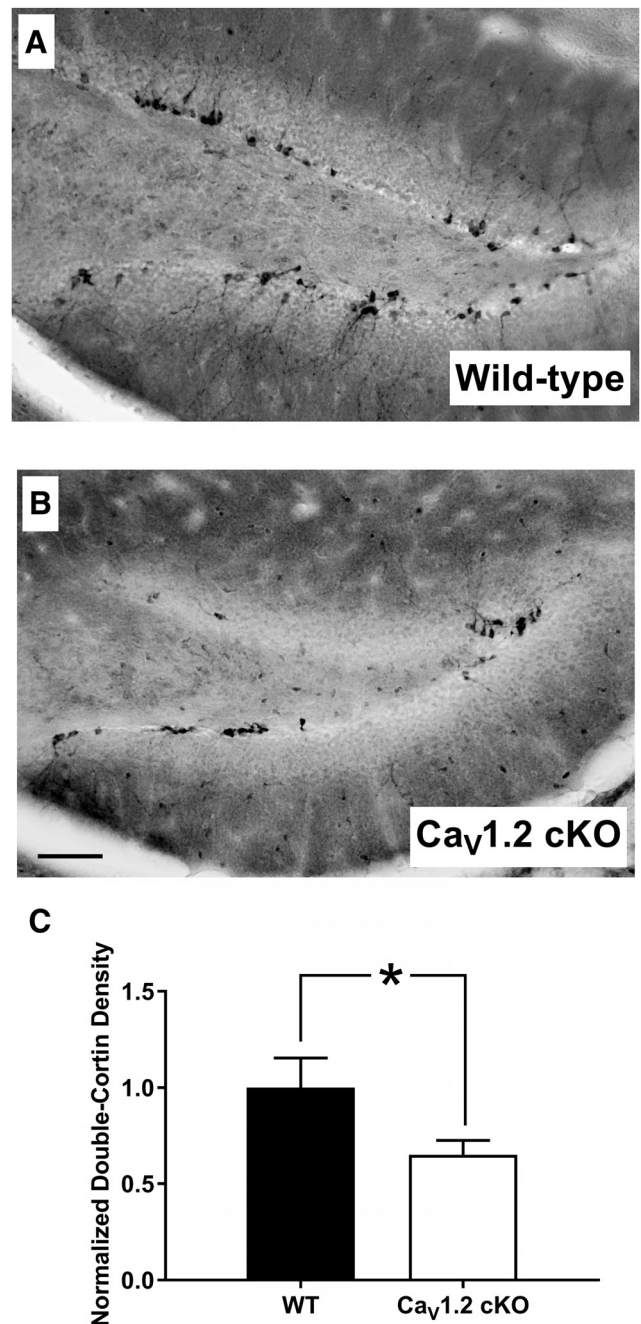 A
Wild-type
B
CaV1.2 cKO
C
Normalized Double-Cortin Density
*
1.5
1.0
0.5
0.0
WT
CaV1.2 cKO